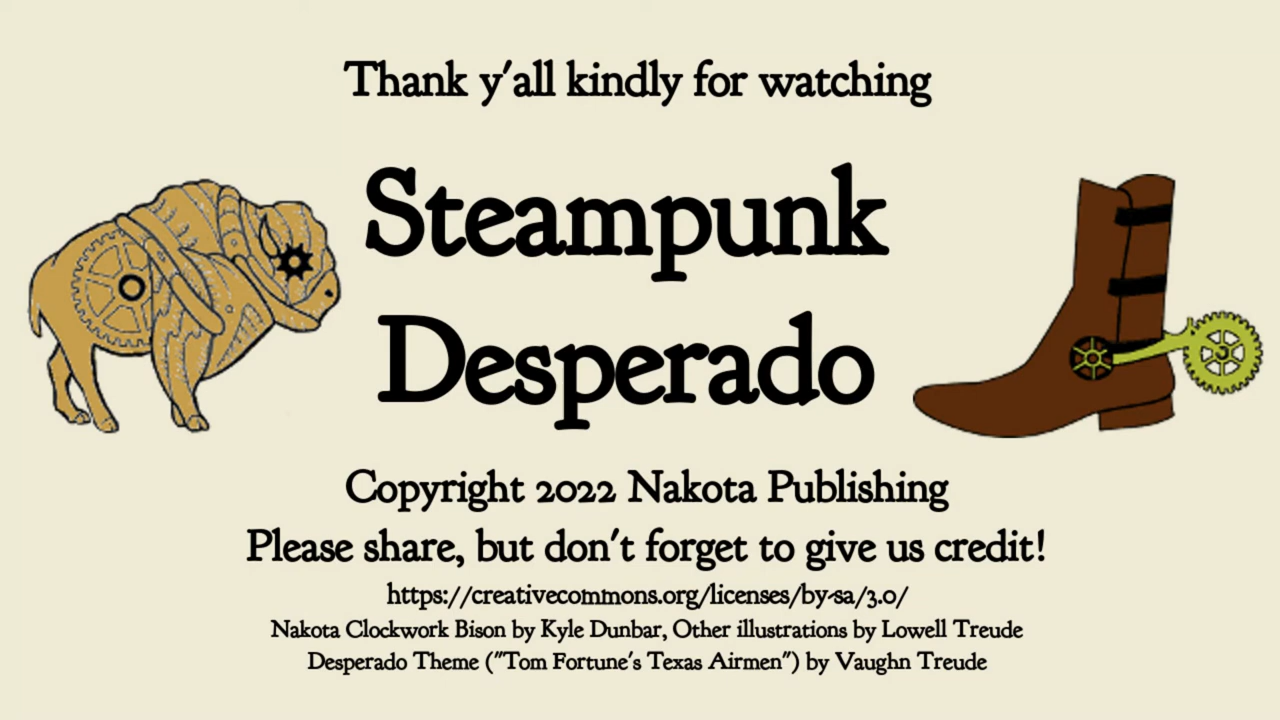 Thank y'all kindly for watching
Steampunk
Desperado
Copyright 2022 Nakota Publishing
Please share, but don't forget to give us credit!
https://creativecommons.org/licenses/by-sa/3.0/
Nakota Clockwork Bison by Kyle Dunbar, Other illustrations by Lowell Treude
Desperado Theme ("Tom Fortune's Texas Airmen") by Vaughn Treude